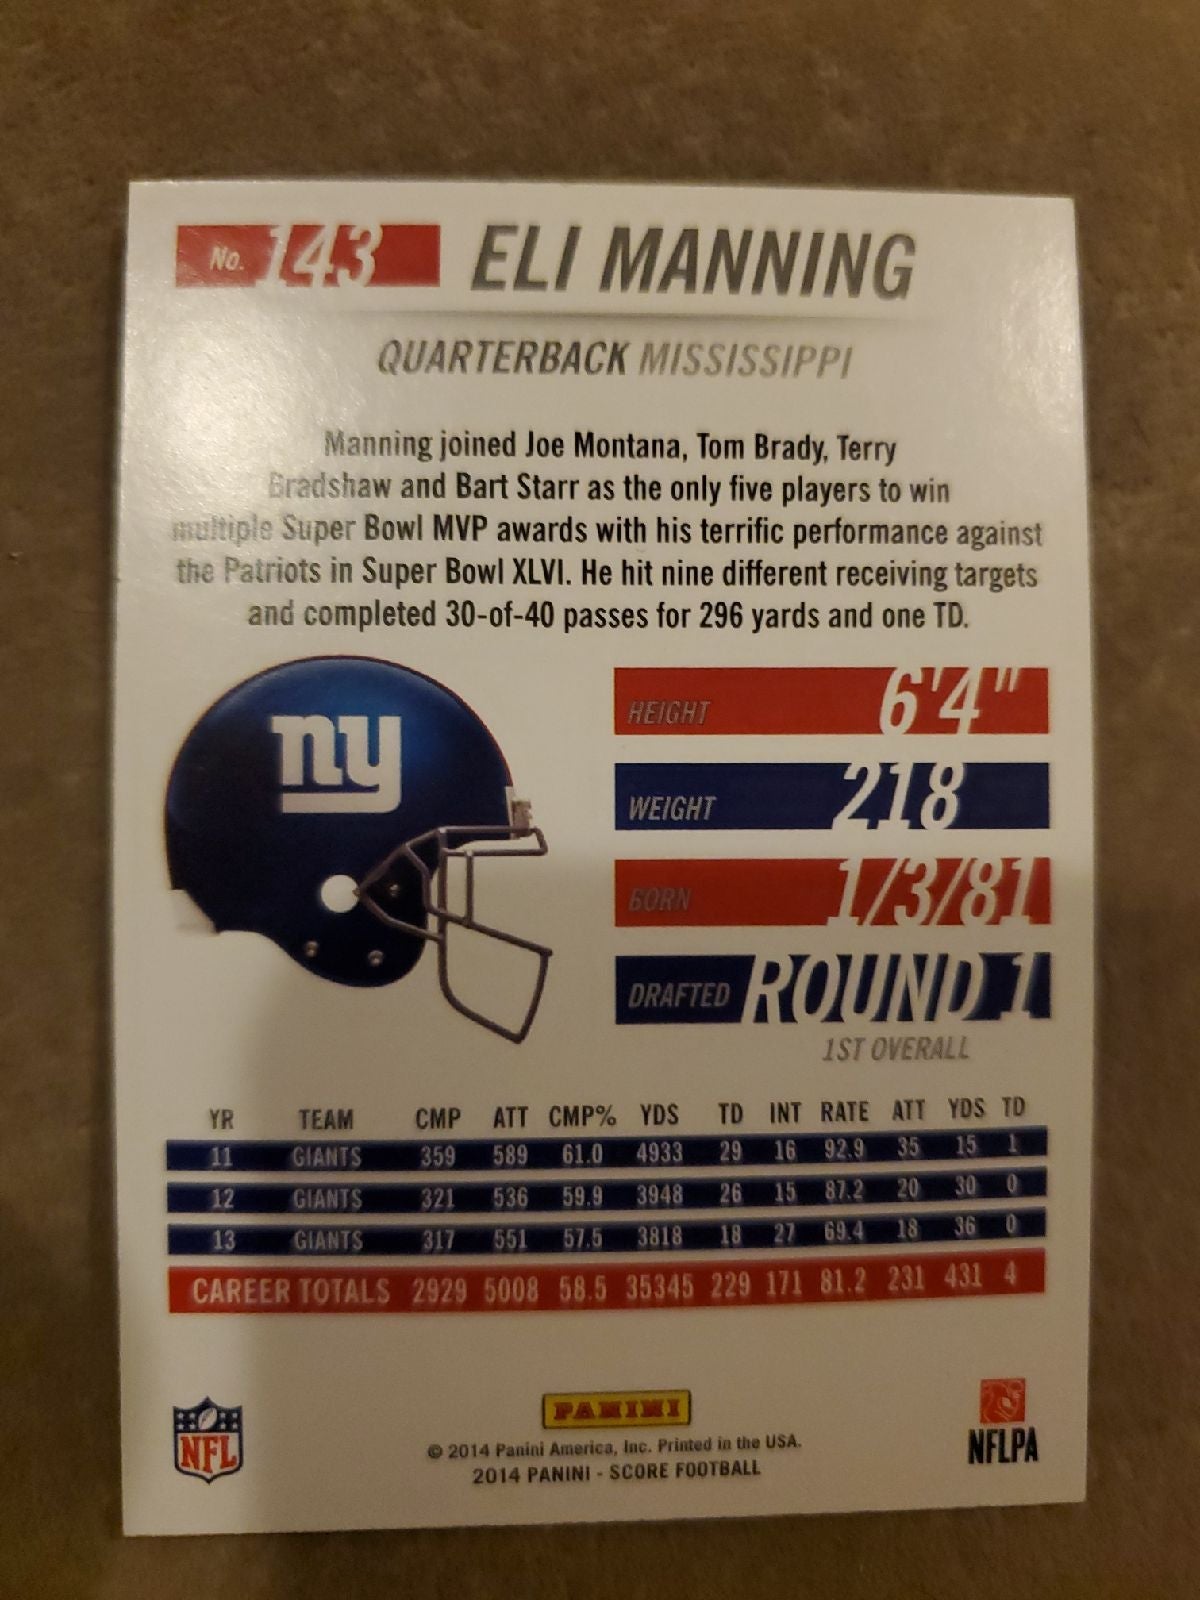 No. 143 ELI MANNING
QUARTERBACK MISSISSIPPI
Manning joined Joe Montana, Tom Brady, Terry
Bradshaw and Bart Starr as the only five players to win
multiple Super Bowl MVP awards with his terrific performance against
the Patriots in Super Bowl XLVI. He hit nine different receiving targets
and completed 30-of-40 passes for 296 yards and one TD.
ny
HEIGHT 6'4"
WEIGHT 218
BORN 1/3/81
DRAFTED ROUND 1
1ST OVERALL
YR TEAM CMP ATT CMP% YDS TD INT RATE ATT YDS TD
11 GIANTS 359 589 61.0 4933 29 16 92.9 35 15 1
12 GIANTS 321 536 59.9 3948 26 15 87.2 20 30 0
13 GIANTS 317 551 57.5 3818 18 27 69.4 18 36 0
CAREER TOTALS 2929 5008 58.5 35345 229 171 81.2 231 431 4
NFL
PANINI
© 2014 Panini America, Inc. Printed in the USA.
2014 PANINI - SCORE FOOTBALL
NFLPA